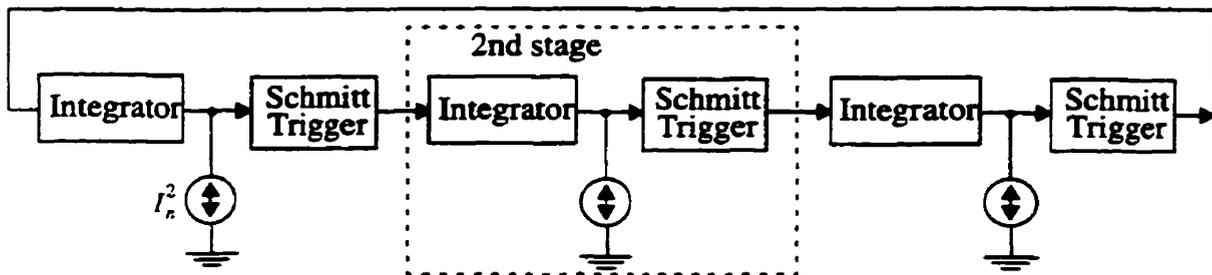 2nd stage
Integrator
Schmitt
Trigger
Integrator
Schmitt
Trigger
Integrator
Schmitt
Trigger
I_n^2